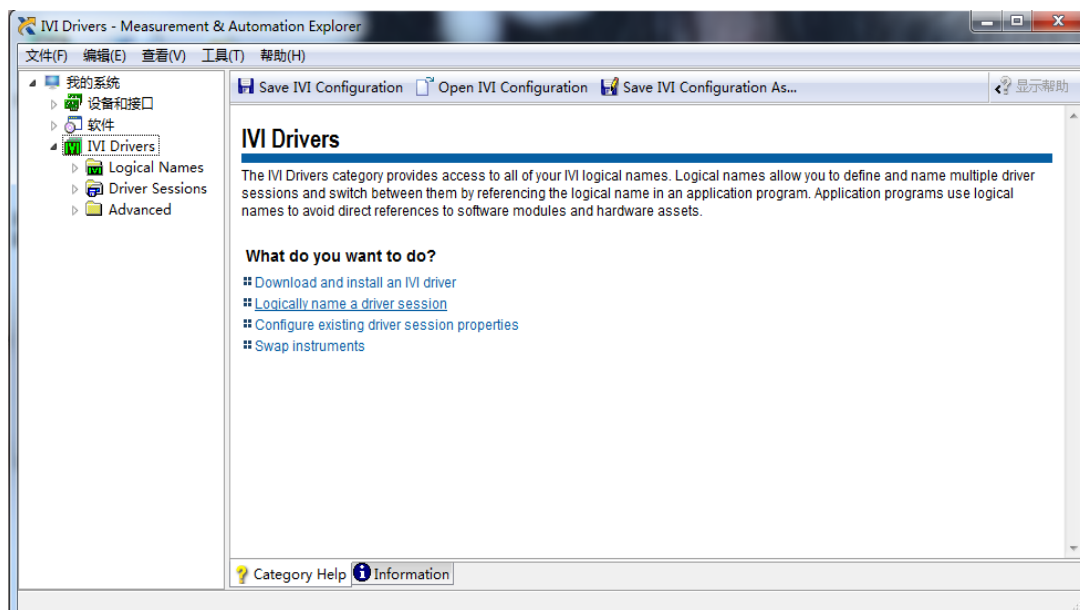 IVI Drivers - Measurement & Automation Explorer
文件(F) 编辑(E) 查看(V) 工具(T) 帮助(H)
我的系统
设备和接口
软件
IVI Drivers
Logical Names
Driver Sessions
Advanced
Save IVI Configuration Open IVI Configuration Save IVI Configuration As... 显示帮助
IVI Drivers
The IVI Drivers category provides access to all of your IVI logical names. Logical names allow you to define and name multiple driver
sessions and switch between them by referencing the logical name in an application program. Application programs use logical
names to avoid direct references to software modules and hardware assets.
What do you want to do?
Download and install an IVI driver
Logically name a driver session
Configure existing driver session properties
Swap instruments
Category Help Information